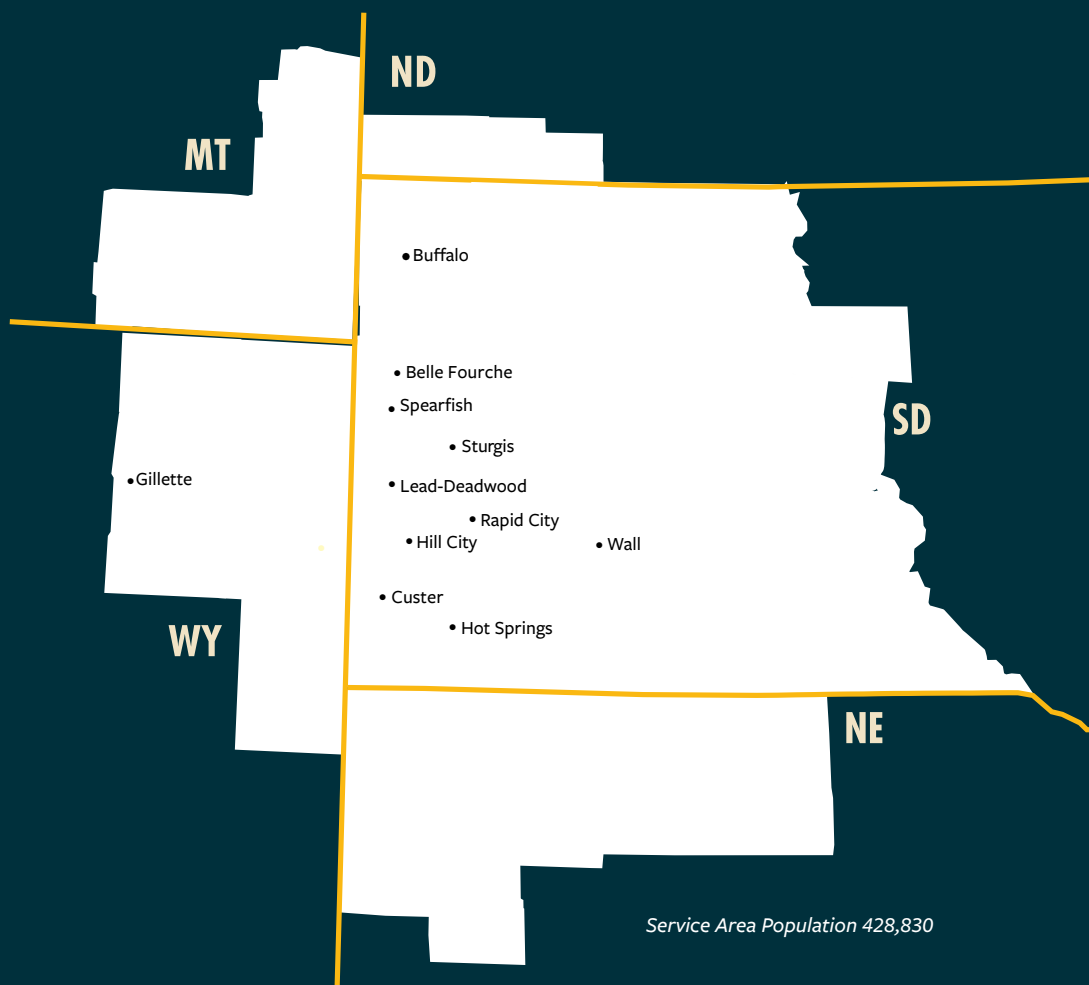 ND
MT
Buffalo
Belle Fourche
Spearfish
SD
Sturgis
Gillette
Lead-Deadwood
Rapid City
Hill City
Wall
Custer
Hot Springs
WY
NE
Service Area Population 428,830